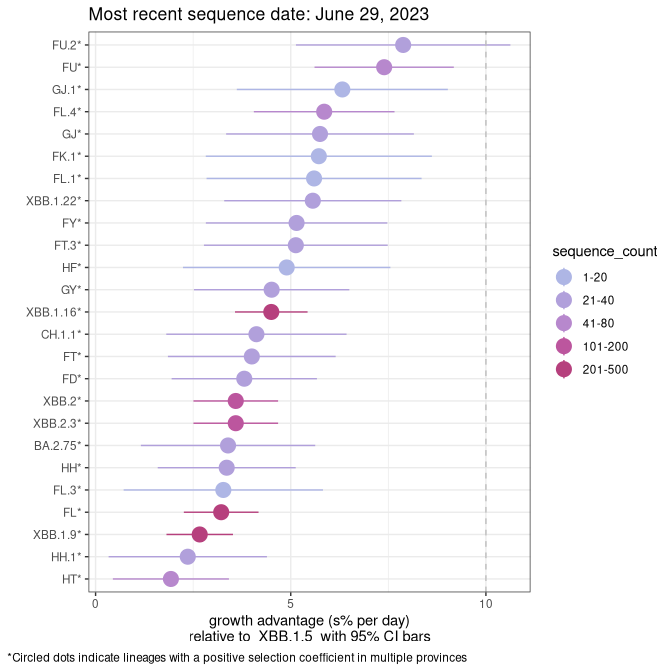 Most recent sequence date: June 29, 2023
FU.2*
FU*
GJ.1*
FL.4*
GJ*
FK.1*
FL.1*
XBB.1.22*
FY*
FT.3*
HF*
GY*
XBB.1.16*
CH.1.1*
FT*
FD*
XBB.2*
XBB.2.3*
BA.2.75*
HH*
FL.3*
FL*
XBB.1.9*
HH.1*
HT*
0 5 10
growth advantage (s% per day)
relative to XBB.1.5 with 95% CI bars
sequence_count
1-20
21-40
41-80
101-200
201-500
*Circled dots indicate lineages with a positive selection coefficient in multiple provinces